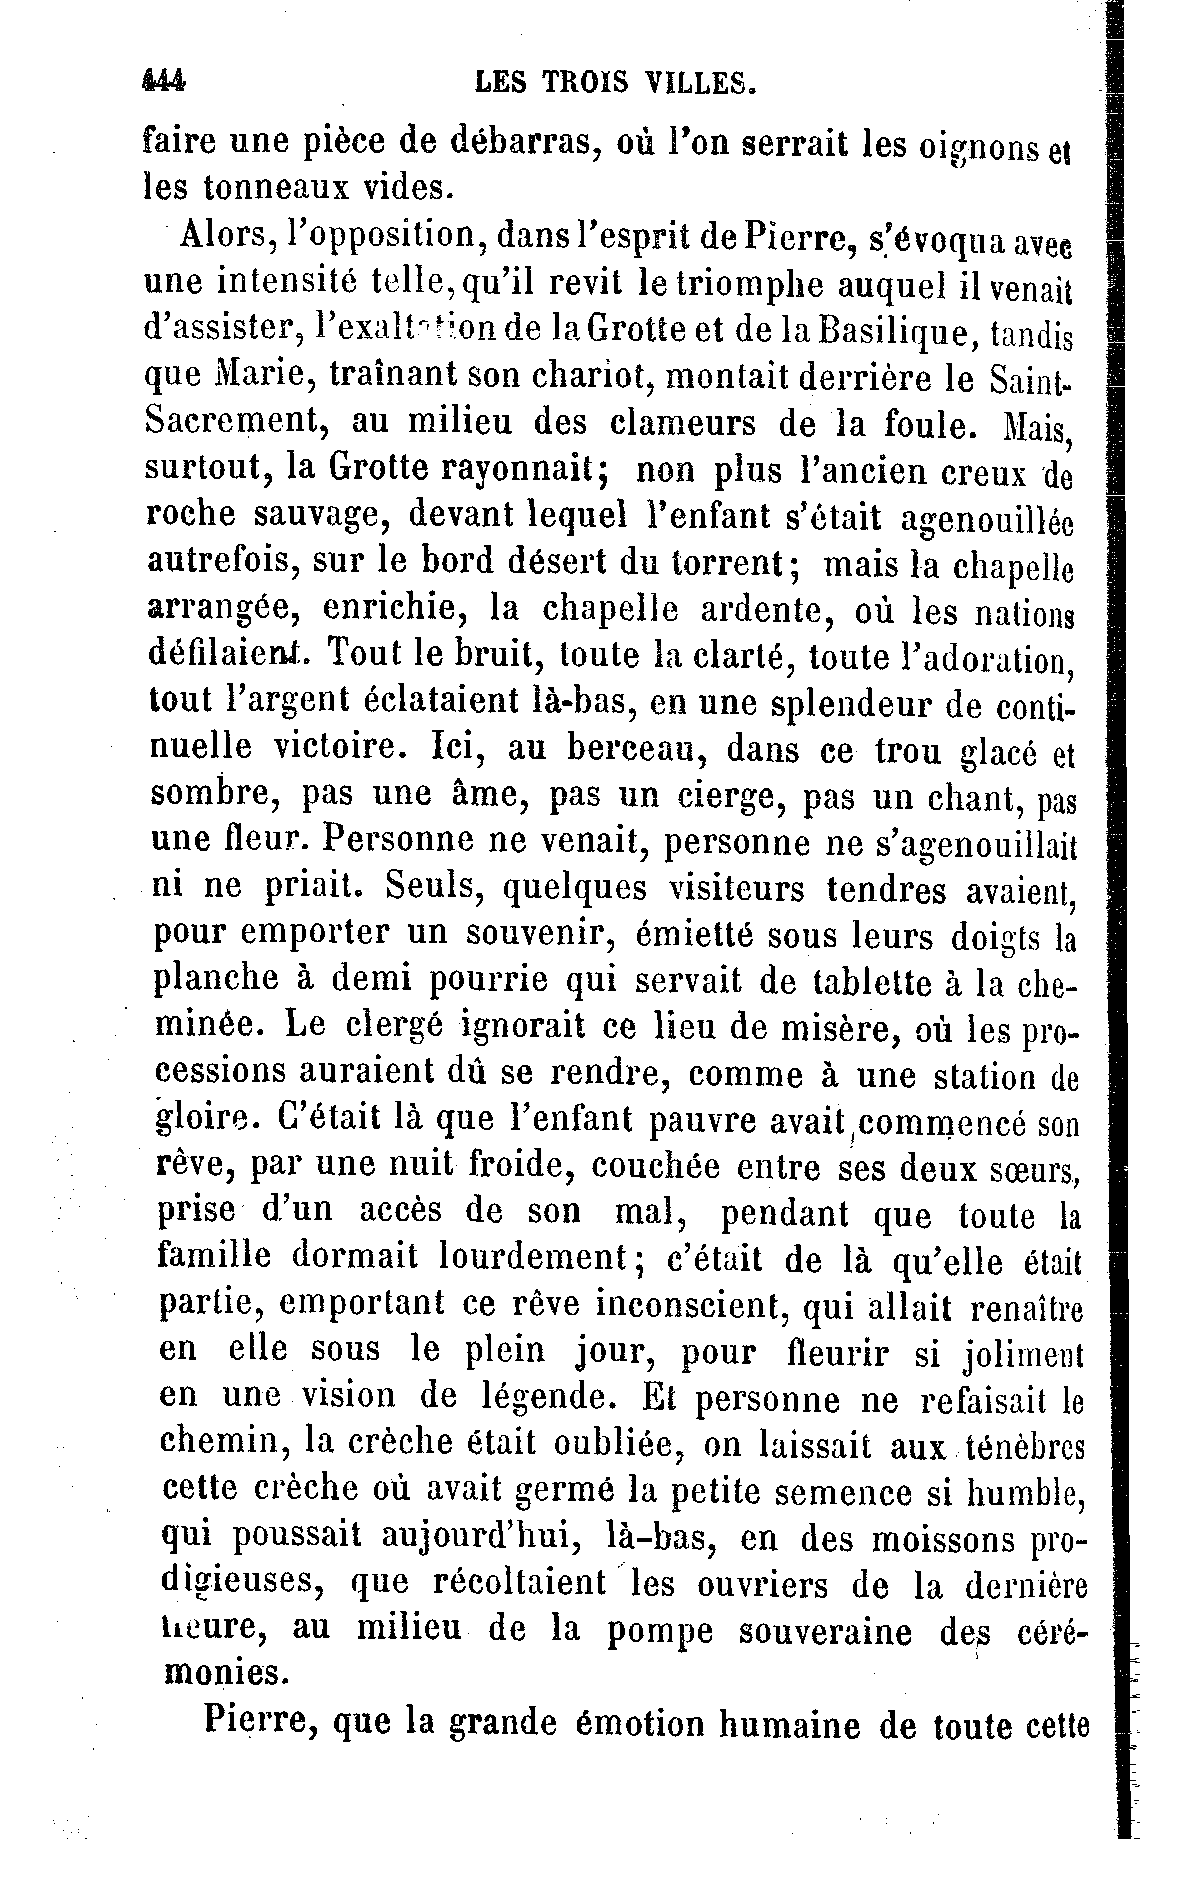 444 LES TROIS VILLES.
faire une pièce de débarras, où l'on serrait les oignons et
les tonneaux vides.
Alors, l'opposition, dans l'esprit de Pierre, s'évoqua avec
une intensité telle, qu'il revit le triomphe auquel il venait
d'assister, l'exaltation de la Grotte et de la Basilique, tandis
que Marie, traînant son chariot, montait derrière le Saint-
Sacrement, au milieu des clameurs de la foule. Mais,
surtout, la Grotte rayonnait; non plus l'ancien creux de
roche sauvage, devant lequel l'enfant s'était agenouillée
autrefois, sur le bord désert du torrent; mais la chapelle
arrangée, enrichie, la chapelle ardente, où les nations
défilaient. Tout le bruit, toute la clarté, toute l'adoration,
tout l'argent éclataient là-bas, en une splendeur de conti-
nuelle victoire. Ici, au berceau, dans ce trou glacé et
sombre, pas une âme, pas un cierge, pas un chant, pas
une fleur. Personne ne venait, personne ne s'agenouillait
ni ne priait. Seuls, quelques visiteurs tendres avaient,
pour emporter un souvenir, émietté sous leurs doigts la
planche à demi pourrie qui servait de tablette à la che-
minée. Le clergé ignorait ce lieu de misère, où les pro-
cessions auraient dû se rendre, comme à une station de
gloire. C'était là que l'enfant pauvre avait commencé son
rêve, par une nuit froide, couchée entre ses deux sœurs,
prise d'un accès de son mal, pendant que toute la
famille dormait lourdement; c'était de là qu'elle était
partie, emportant ce rêve inconscient, qui allait renaître
en elle sous le plein jour, pour fleurir si joliment
en une vision de légende. Et personne ne refaisait le
chemin, la crèche était oubliée, on laissait aux ténèbres
cette crèche où avait germé la petite semence si humble,
qui poussait aujourd'hui, là-bas, en des moissons pro-
digieuses, que récoltaient les ouvriers de la dernière
heure, au milieu de la pompe souveraine des céré-
monies.
Pierre, que la grande émotion humaine de toute cette